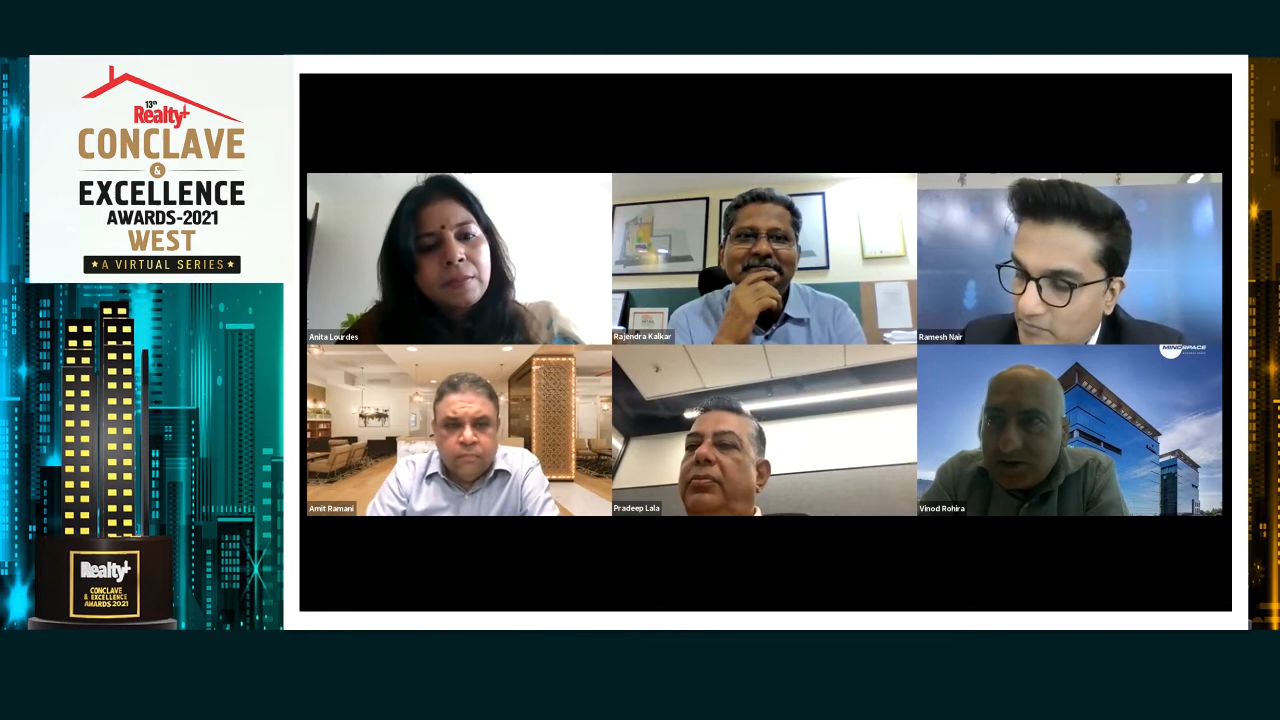 13th
Realty+
CONCLAVE
&
EXCELLENCE
AWARDS-2021
WEST
★ A VIRTUAL SERIES ★
Realty+
CONCLAVE
& EXCELLENCE
AWARDS 2021
Anita Lourdes
Rajendra Kalkar
Ramesh Nair
MINDSPACE
Amit Ramani
Pradeep Lala
Vinod Rohira